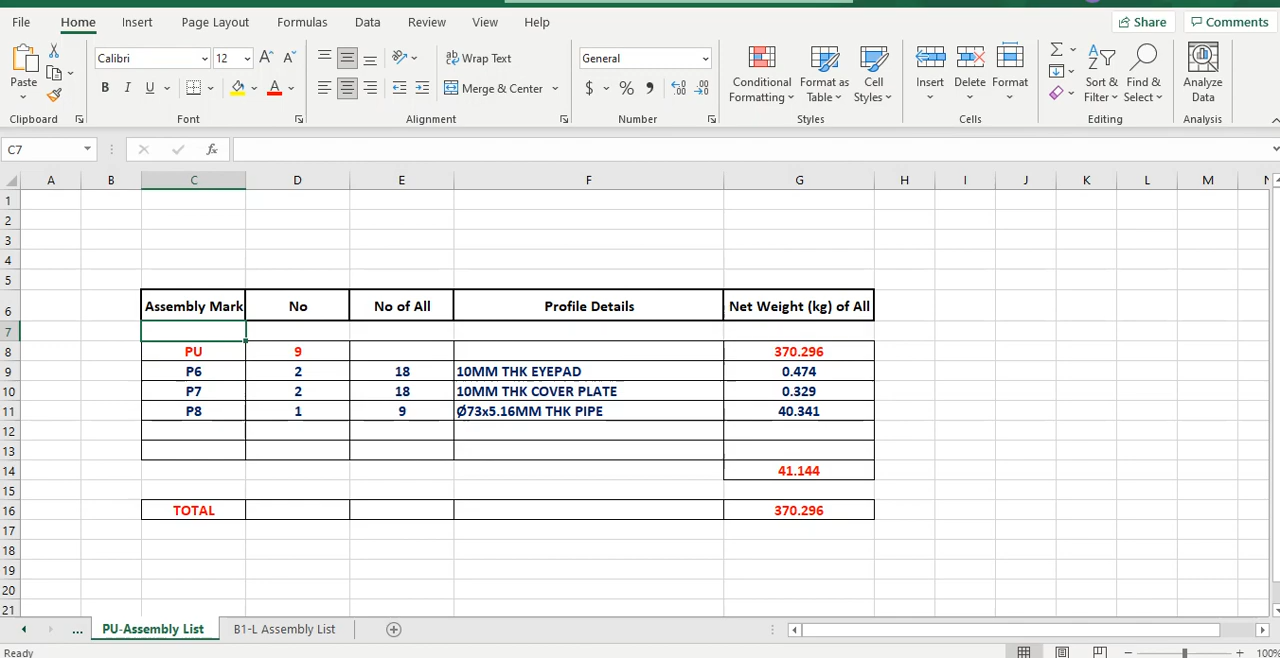 File Home Insert Page Layout Formulas Data Review View Help Share Comments
Calibri 12 Wrap Text General
Paste B I U Merge & Center $ % Conditional Formatting Format as Table Cell Styles Insert Delete Format Sort & Filter Find & Select Analyze Data
Clipboard Font Alignment Number Styles Cells Editing Analysis
C7 fx
A B C D E F G H I J K L M N
1
2
3
4
5
6 Assembly Mark No No of All Profile Details Net Weight (kg) of All
7
8 PU 9 370.296
9 P6 2 18 10MM THK EYEPAD 0.474
10 P7 2 18 10MM THK COVER PLATE 0.329
11 P8 1 9 Ø73x5.16MM THK PIPE 40.341
12
13
14 41.144
15
16 TOTAL 370.296
17
18
19
20
21
... PU-Assembly List B1-L Assembly List
Ready 100%